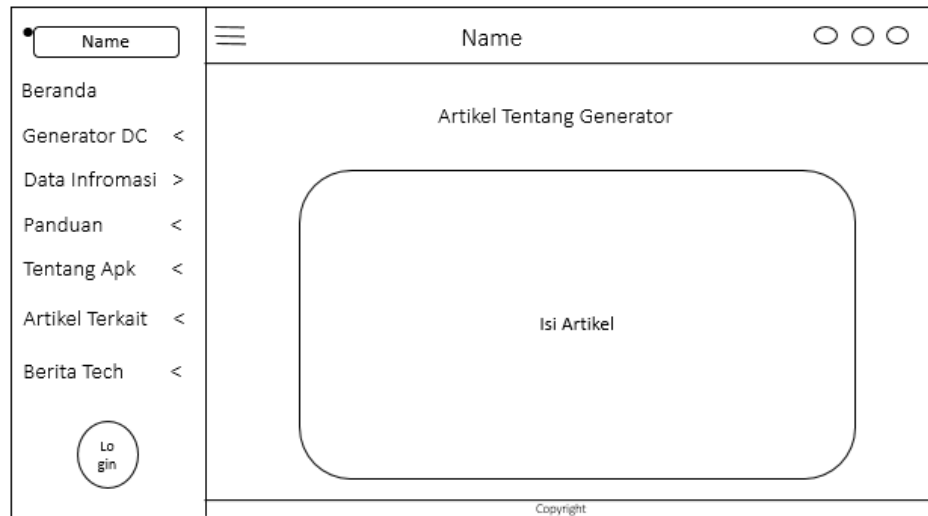 Name
Beranda
Generator DC <
Data Infromasi >
Panduan <
Tentang Apk <
Artikel Terkait <
Berita Tech <
Lo
gin
Name
Artikel Tentang Generator
Isi Artikel
Copyright